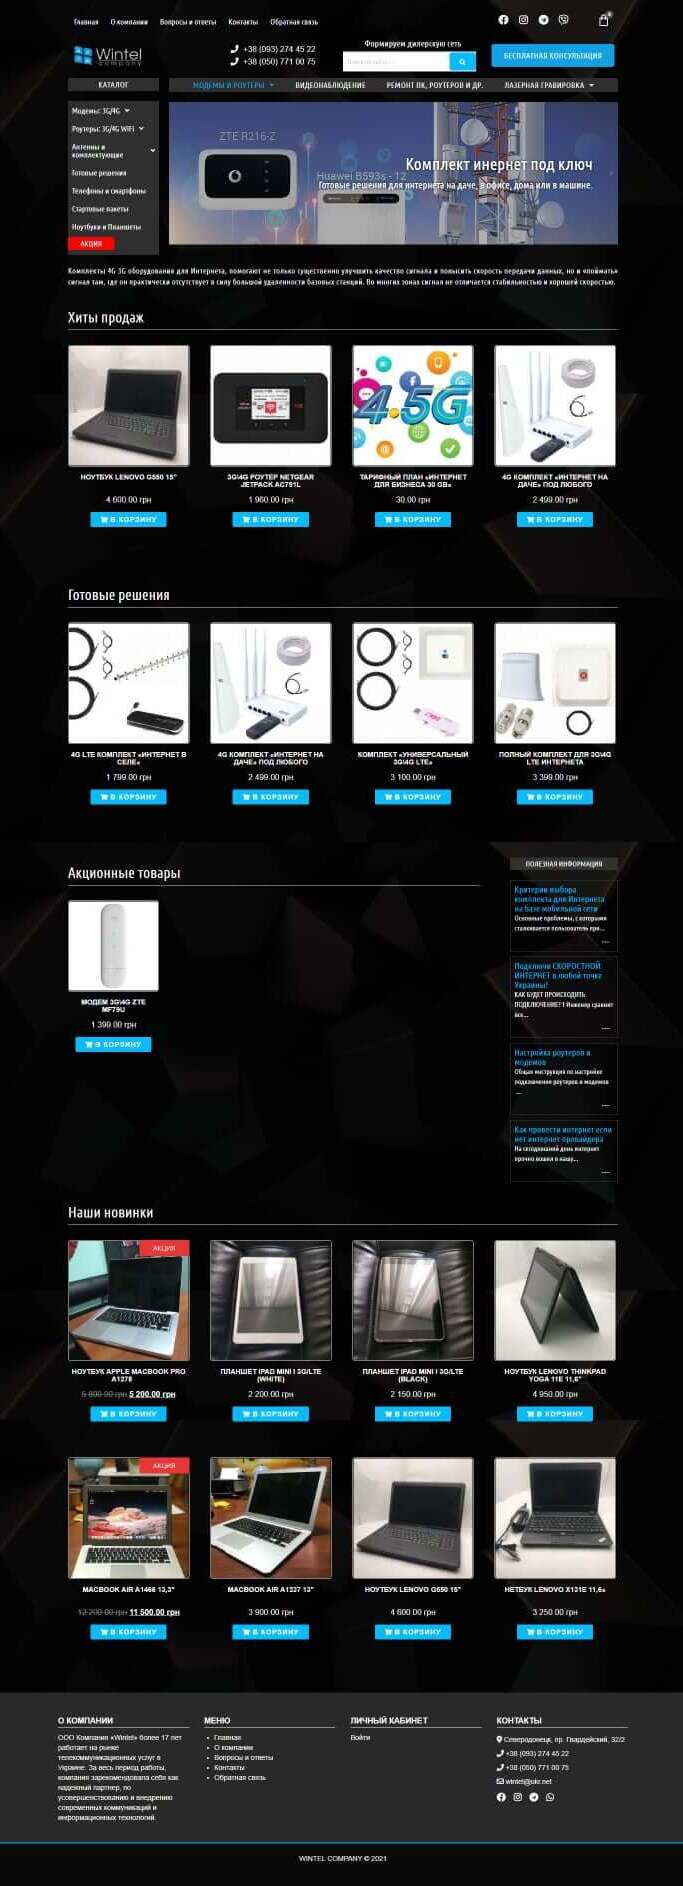 Главная О компании Вопросы и ответы Контакты Обратная связь
0
Wintel
company
+38 (093) 274 45 22
+38 (050) 771 00 75
Формируем дилерскую сеть
БЕСПЛАТНАЯ КОНСУЛЬТАЦИЯ
КАТАЛОГ
МОДЕМЫ И РОУТЕРЫ ВИДЕОНАБЛЮДЕНИЕ РЕМОНТ ПК, РОУТЕРОВ И ДР. ЛАЗЕРНАЯ ГРАВИРОВКА
Модемы: 3G/4G
Роутеры: 3G/4G WiFi
Антенны и
комплектующие
Готовые решения
Телефоны и смартфоны
Стартовые пакеты
Ноутбуки и Планшеты
АКЦИЯ
ZTE R216-Z
Huawei B593s - 12
Комплект инернет под ключ
Готовые решения для интернета на даче, в офисе, дома или в машине.
Комплекты 4G 3G оборудования для Интернета, помогают не только существенно улучшить качество сигнала и повысить скорость передачи данных, но и «поймать»
сигнал там, где он практически отсутствует в силу большой удаленности базовых станций. Во многих зонах сигнал не отличается стабильностью и хорошей скоростью.
Хиты продаж
4.5G
НОУТБУК LENOVO G550 15"
3G\4G РОУТЕР NETGEAR
JETPACK AC791L
ТАРИФНЫЙ ПЛАН «ИНТЕРНЕТ
ДЛЯ БИЗНЕСА 30 GB»
4G КОМПЛЕКТ «ИНТЕРНЕТ НА
ДАЧЕ» ПОД ЛЮБОГО
4 600.00 грн 1 960.00 грн 30.00 грн 2 499.00 грн
В КОРЗИНУ В КОРЗИНУ В КОРЗИНУ В КОРЗИНУ
Готовые решения
4G LTE КОМПЛЕКТ «ИНТЕРНЕТ В
СЕЛЕ»
4G КОМПЛЕКТ «ИНТЕРНЕТ НА
ДАЧЕ» ПОД ЛЮБОГО
КОМПЛЕКТ «УНИВЕРСАЛЬНЫЙ
3G\4G LTE»
ПОЛНЫЙ КОМПЛЕКТ ДЛЯ 3G\4G
LTE ИНТЕРНЕТА
1 799.00 грн 2 499.00 грн 3 100.00 грн 3 399.00 грн
В КОРЗИНУ В КОРЗИНУ В КОРЗИНУ В КОРЗИНУ
Акционные товары
МОДЕМ 3G\4G ZTE
MF79U
1 399.00 грн
В КОРЗИНУ
ПОЛЕЗНАЯ ИНФОРМАЦИЯ
Критерии выбора
комплекта для Интернета
на базе мобильной сети
Основные проблемы, с которыми
сталкивается пользователь при...
Подключи СКОРОСТНОЙ
ИНТЕРНЕТ в любой точке
Украины!
КАК БУДЕТ ПРОИСХОДИТЬ
ПОДКЛЮЧЕНИЕ? 1 Инженер сравнит
все...
Настройка роутеров и
модемов
Общая инструкция по настройке
подключения роутеров и модемов
...
Как провести интернет если
нет интернет-провайдера
На сегодняшний день интернет
прочно вошел в нашу...
Наши новинки
АКЦИЯ
НОУТБУК APPLE MACBOOK PRO
A1278
ПЛАНШЕТ IPAD MINI I 3G/LTE
(WHITE)
ПЛАНШЕТ IPAD MINI I 3G/LTE
(BLACK)
НОУТБУК LENOVO THINKPAD
YOGA 11E 11,6"
5 800.00 грн 5 200.00 грн 2 200.00 грн 2 150.00 грн 4 950.00 грн
В КОРЗИНУ В КОРЗИНУ В КОРЗИНУ В КОРЗИНУ
АКЦИЯ
MACBOOK AIR A1466 13,3" MACBOOK AIR A1237 13" НОУТБУК LENOVO G550 15" НЕТБУК LENOVO X131E 11,6»
12 200.00 грн 11 500.00 грн 3 900.00 грн 4 600.00 грн 3 250.00 грн
В КОРЗИНУ В КОРЗИНУ В КОРЗИНУ В КОРЗИНУ
О КОМПАНИИ
ООО Компания «Wintel» более 17 лет
работает на рынке
телекоммуникационных услуг в
Украине. За весь период работы,
компания зарекомендовала себя как
надежный партнер, по
усовершенствованию и внедрению
современных коммуникаций и
информационных технологий.
МЕНЮ
Главная
О компании
Вопросы и ответы
Контакты
Обратная связь
ЛИЧНЫЙ КАБИНЕТ
Войти
КОНТАКТЫ
Северодонецк, пр. Гвардейский, 32/2
+38 (093) 274 45 22
+38 (050) 771 00 75
wintel@ukr.net
WINTEL COMPANY © 2021